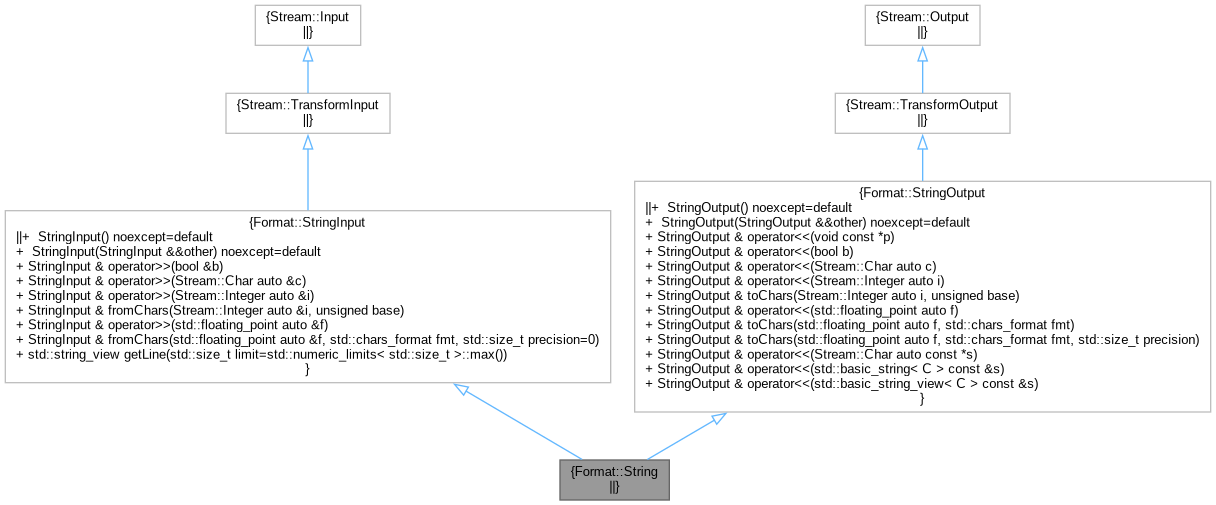 {Stream::Input
||}
{Stream::Output
||}
{Stream::TransformInput
||}
{Stream::TransformOutput
||}
{Format::StringInput
||+  StringInput() noexcept=default
+  StringInput(StringInput &&other) noexcept=default
+ StringInput & operator>>(bool &b)
+ StringInput & operator>>(Stream::Char auto &c)
+ StringInput & operator>>(Stream::Integer auto &i)
+ StringInput & fromChars(Stream::Integer auto &i, unsigned base)
+ StringInput & operator>>(std::floating_point auto &f)
+ StringInput & fromChars(std::floating_point auto &f, std::chars_format fmt, std::size_t precision=0)
+ std::string_view getLine(std::size_t limit=std::numeric_limits< std::size_t >::max())
}
{Format::StringOutput
||+  StringOutput() noexcept=default
+  StringOutput(StringOutput &&other) noexcept=default
+ StringOutput & operator<<(void const *p)
+ StringOutput & operator<<(bool b)
+ StringOutput & operator<<(Stream::Char auto c)
+ StringOutput & operator<<(Stream::Integer auto i)
+ StringOutput & toChars(Stream::Integer auto i, unsigned base)
+ StringOutput & operator<<(std::floating_point auto f)
+ StringOutput & toChars(std::floating_point auto f, std::chars_format fmt)
+ StringOutput & toChars(std::floating_point auto f, std::chars_format fmt, std::size_t precision)
+ StringOutput & operator<<(Stream::Char auto const *s)
+ StringOutput & operator<<(std::basic_string< C > const &s)
+ StringOutput & operator<<(std::basic_string_view< C > const &s)
}
{Format::String
||}